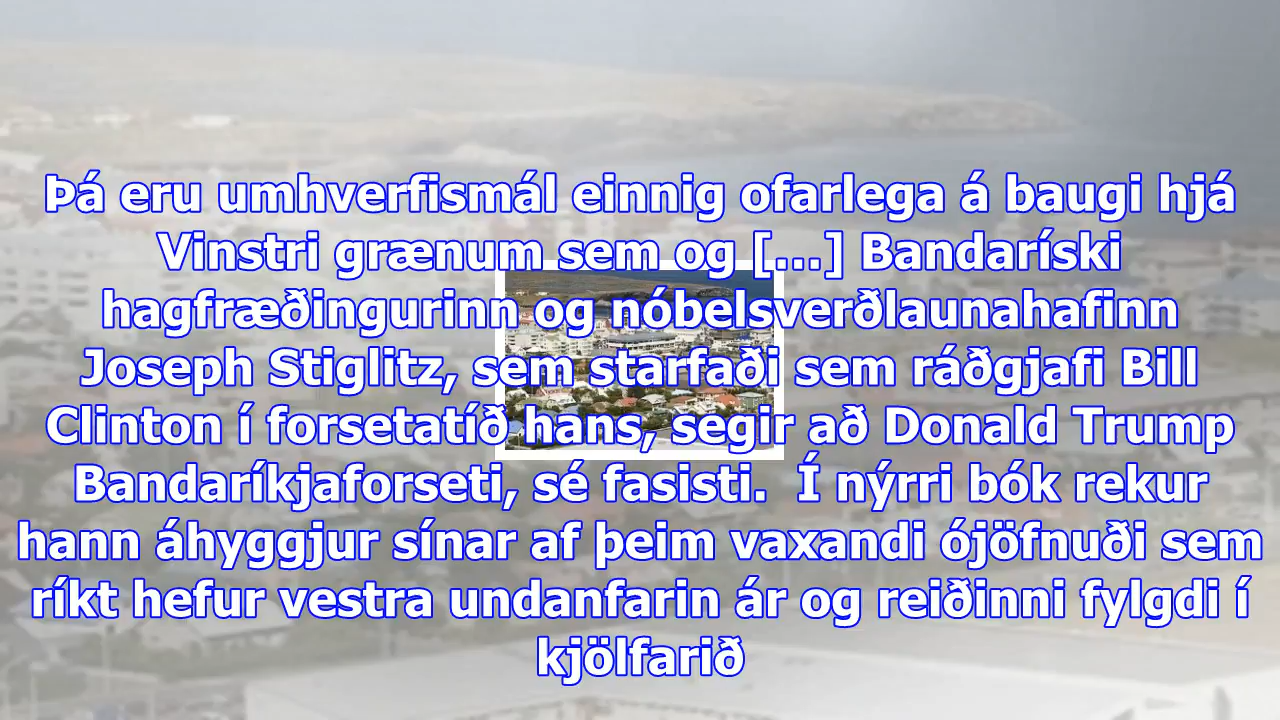 Þá eru umhverfismál einnig ofarlega á baugi hjá
Vinstri grænum sem og [...] Bandaríski
hagfræðingurinn og nóbelsverðlaunahafinn
Joseph Stiglitz, sem starfaði sem ráðgjafi Bill
Clinton í forsetatíð hans, segir að Donald Trump
Bandaríkjaforseti, sé fasisti.  Í nýrri bók rekur
hann áhyggjur sínar af þeim vaxandi ójöfnuði sem
ríkt hefur vestra undanfarin ár og reiðinni fylgdi í
kjölfarið